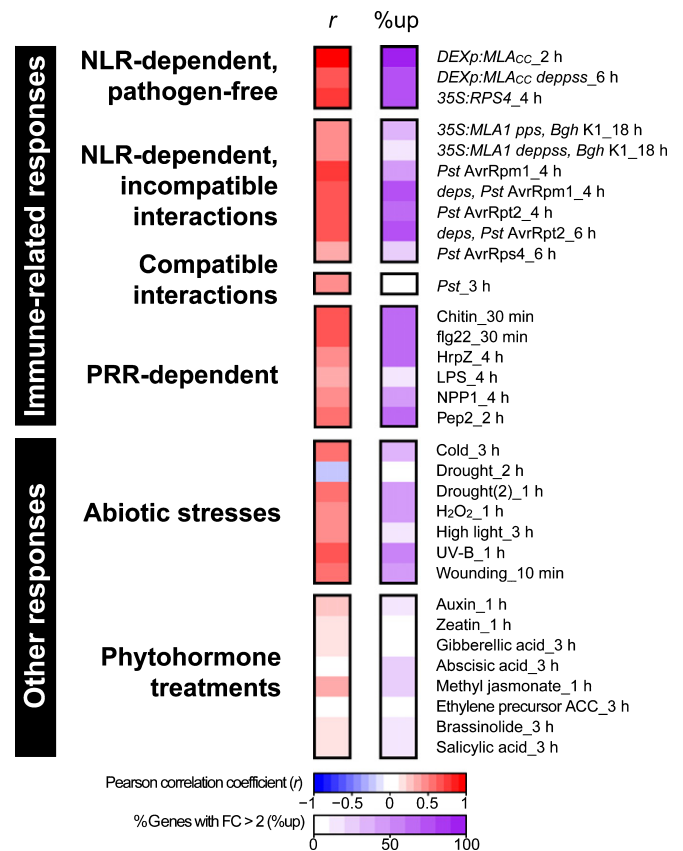 r %up
Immune-related responses
NLR-dependent,
pathogen-free
DEXp:MLACC_2 h
DEXp:MLACC deppss_6 h
35S:RPS4_4 h
NLR-dependent,
incompatible
interactions
35S:MLA1 pps, Bgh K1_18 h
35S:MLA1 deppss, Bgh K1_18 h
Pst AvrRpm1_4 h
deps, Pst AvrRpm1_4 h
Pst AvrRpt2_4 h
deps, Pst AvrRpt2_6 h
Pst AvrRps4_6 h
Compatible
interactions
Pst_3 h
PRR-dependent
Chitin_30 min
flg22_30 min
HrpZ_4 h
LPS_4 h
NPP1_4 h
Pep2_2 h
Other responses
Abiotic stresses
Cold_3 h
Drought_2 h
Drought(2)_1 h
H2O2_1 h
High light_3 h
UV-B_1 h
Wounding_10 min
Phytohormone
treatments
Auxin_1 h
Zeatin_1 h
Gibberellic acid_3 h
Abscisic acid_3 h
Methyl jasmonate_1 h
Ethylene precursor ACC_3 h
Brassinolide_3 h
Salicylic acid_3 h
Pearson correlation coefficient (r)
−1 −0.5 0 0.5 1
%Genes with FC > 2 (%up)
0 50 100